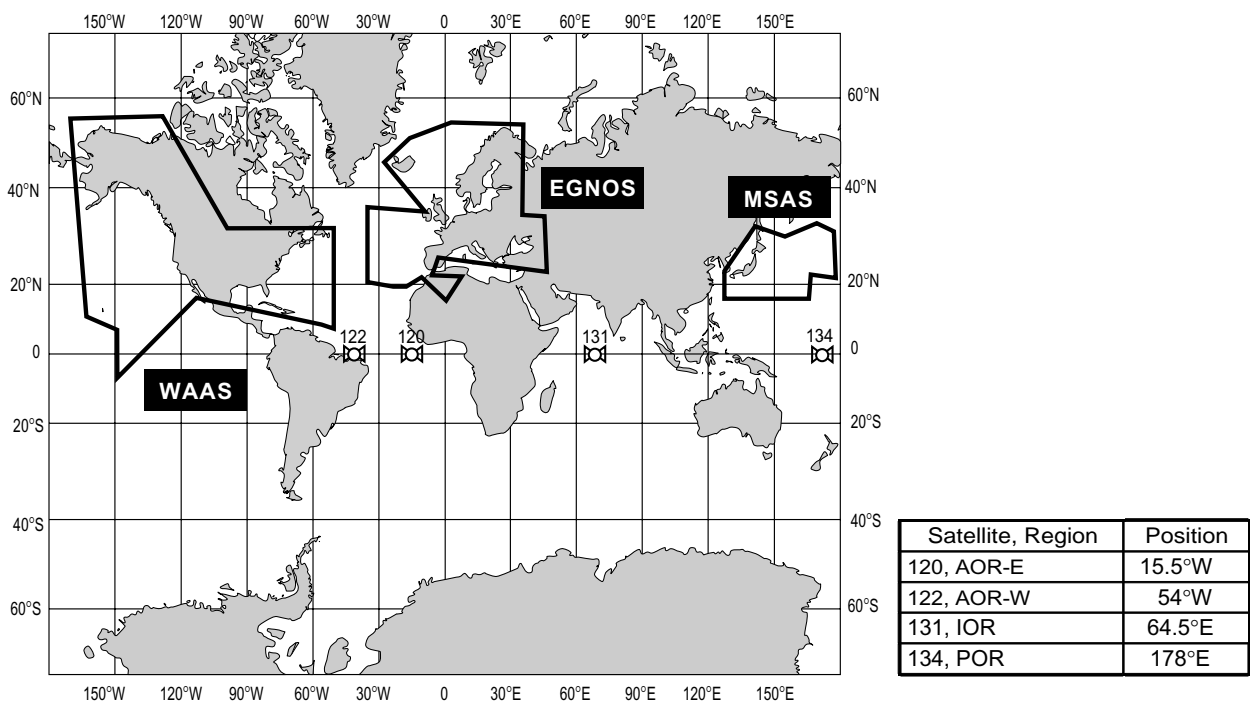 150°W 120°W 90°W 60°W 30°W 0 30°E 60°E 90°E 120°E 150°E
60°N 60°N
EGNOS
40°N MSAS 40°N
20°N 20°N
122 120 131 134
0 0
WAAS
20°S 20°S
40°S 40°S
60°S 60°S
150°W 120°W 90°W 60°W 30°W 0 30°E 60°E 90°E 120°E 150°E
Satellite, Region Position
120, AOR-E 15.5°W
122, AOR-W 54°W
131, IOR 64.5°E
134, POR 178°E